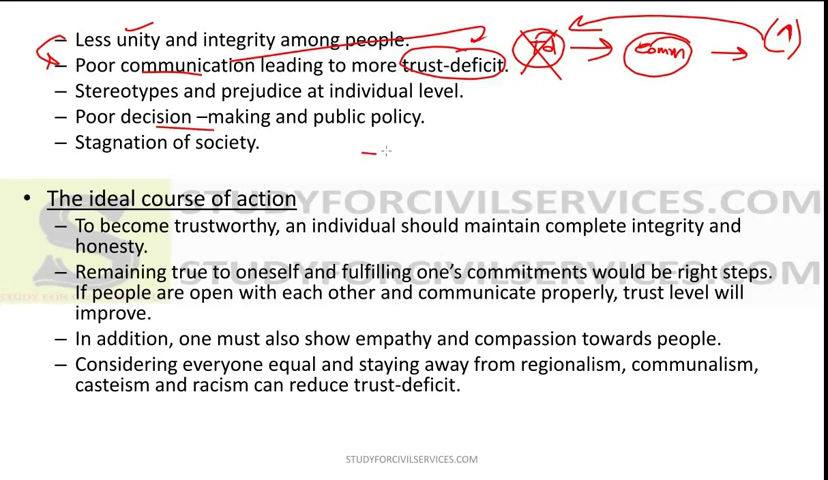 – Less unity and integrity among people.
– Poor communication leading to more trust-deficit.
Comm
– Stereotypes and prejudice at individual level.
– Poor decision –making and public policy.
– Stagnation of society.
STUDYFORCIVILSERVICES.COM
• The ideal course of action
– To become trustworthy, an individual should maintain complete integrity and
honesty.
STUDYFORCIVILSERVICES.COM
– Remaining true to oneself and fulfilling one's commitments would be right steps.
If people are open with each other and communicate properly, trust level will
improve.
– In addition, one must also show empathy and compassion towards people.
– Considering everyone equal and staying away from regionalism, communalism,
casteism and racism can reduce trust-deficit.
STUDYFORCIVILSERVICES.COM